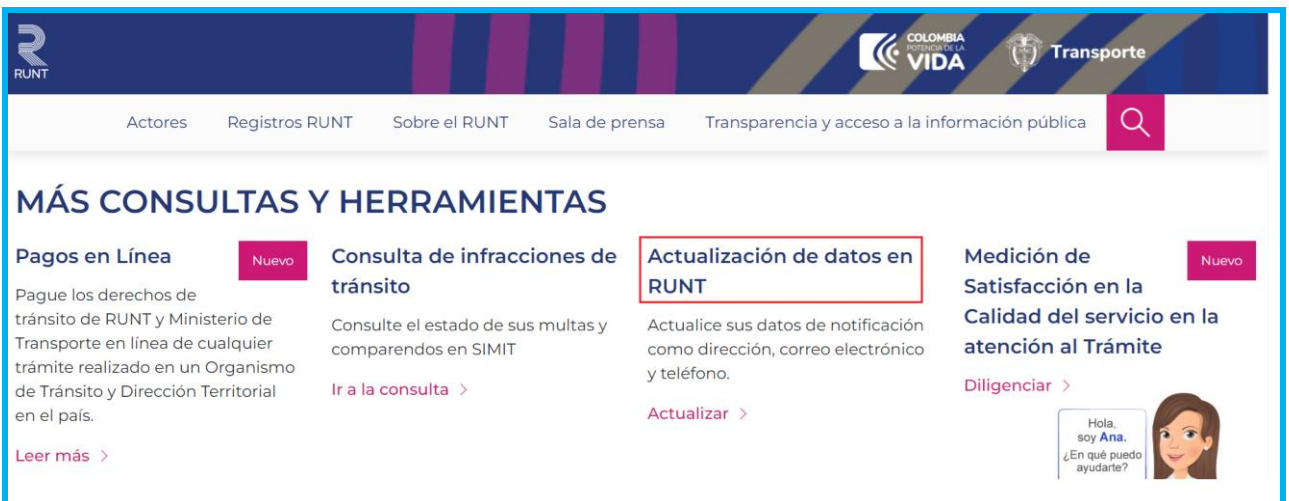 RUNT
COLOMBIA
POTENCIA DE LA
VIDA
Transporte
Actores
Registros RUNT
Sobre el RUNT
Sala de prensa
Transparencia y acceso a la información pública
MÁS CONSULTAS Y HERRAMIENTAS
Pagos en Línea
Nuevo
Pague los derechos de
tránsito de RUNT y Ministerio de
Transporte en línea de cualquier
trámite realizado en un Organismo
de Tránsito y Dirección Territorial
en el país.
Leer más >
Consulta de infracciones de
tránsito
Consulte el estado de sus multas y
comparendos en SIMIT
Ir a la consulta >
Actualización de datos en
RUNT
Actualice sus datos de notificación
como dirección, correo electrónico
y teléfono.
Actualizar >
Medición de
Satisfacción en la
Calidad del servicio en la
atención al Trámite
Nuevo
Diligenciar >
Hola,
soy Ana.
¿En qué puedo
ayudarte?